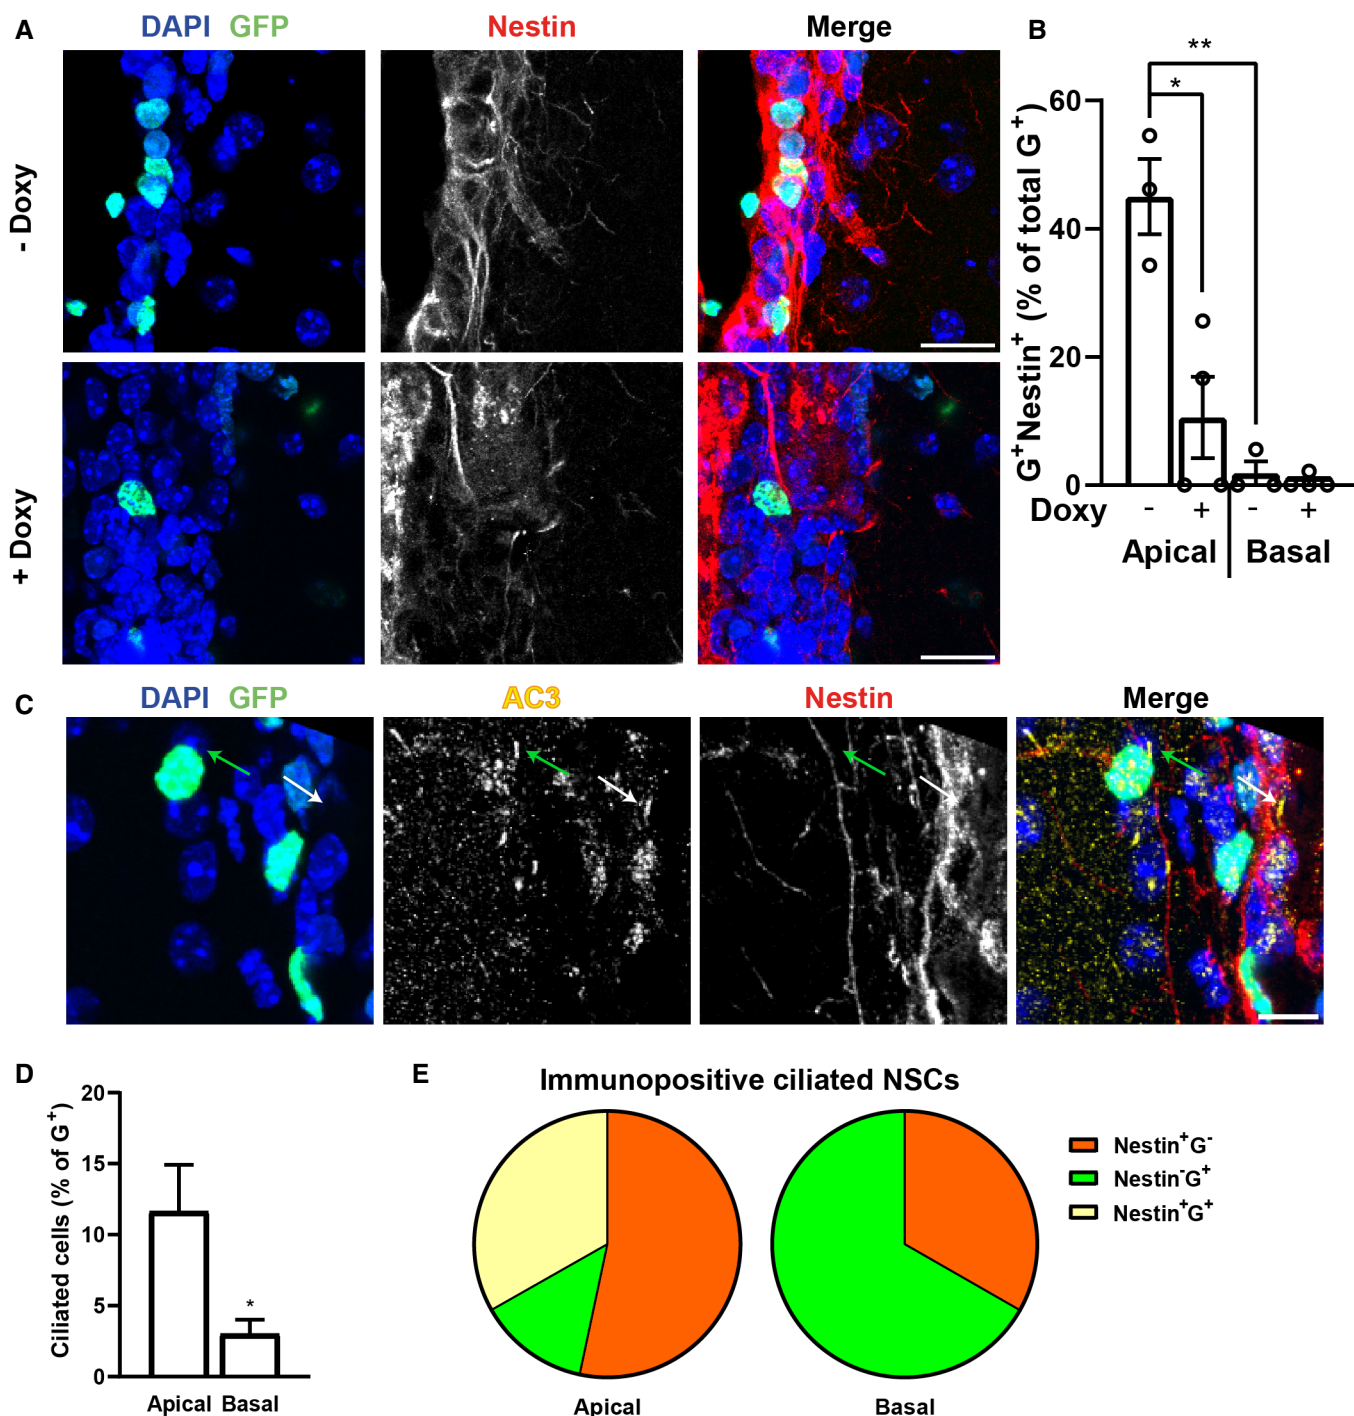 A
DAPI GFP
Nestin
Merge
- Doxy
+ Doxy
B
**
*
G⁺Nestin⁺ (% of total G⁺)
60
40
20
0
Doxy - + - +
Apical Basal
C
DAPI GFP
AC3
Nestin
Merge
D
Ciliated cells (% of G⁺)
20
15
10
5
0
*
Apical Basal
E
Immunopositive ciliated NSCs
Nestin⁺G⁻
Nestin⁻G⁺
Nestin⁺G⁺
Apical
Basal